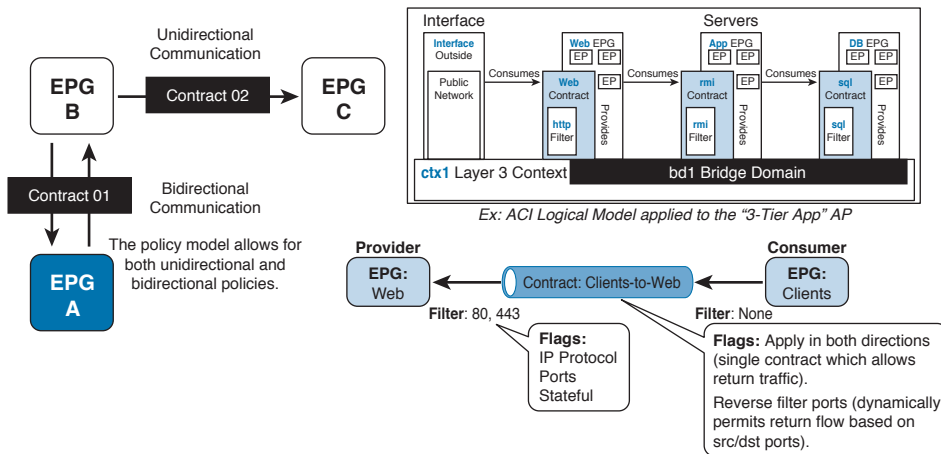 Unidirectional
Communication
EPG
B
Contract 02
EPG
C
Contract 01
Bidirectional
Communication
The policy model allows for
both unidirectional and
bidirectional policies.
EPG
A
Interface
Servers
Interface
Outside
Public
Network
Consumes
Web EPG
EP
EP
EP
Web
Contract
http
Filter
Provides
Consumes
App EPG
EP
EP
EP
rmi
Contract
rmi
Filter
Provides
Consumes
DB EPG
EP
EP
EP
EP
sql
Contract
sql
Filter
Provides
ctx1 Layer 3 Context
bd1 Bridge Domain
Ex: ACI Logical Model applied to the “3-Tier App” AP
Provider
EPG:
Web
Contract: Clients-to-Web
Consumer
EPG:
Clients
Filter: 80, 443
Filter: None
Flags:
IP Protocol
Ports
Stateful
Flags: Apply in both directions
(single contract which allows
return traffic).
Reverse filter ports (dynamically
permits return flow based on
src/dst ports).